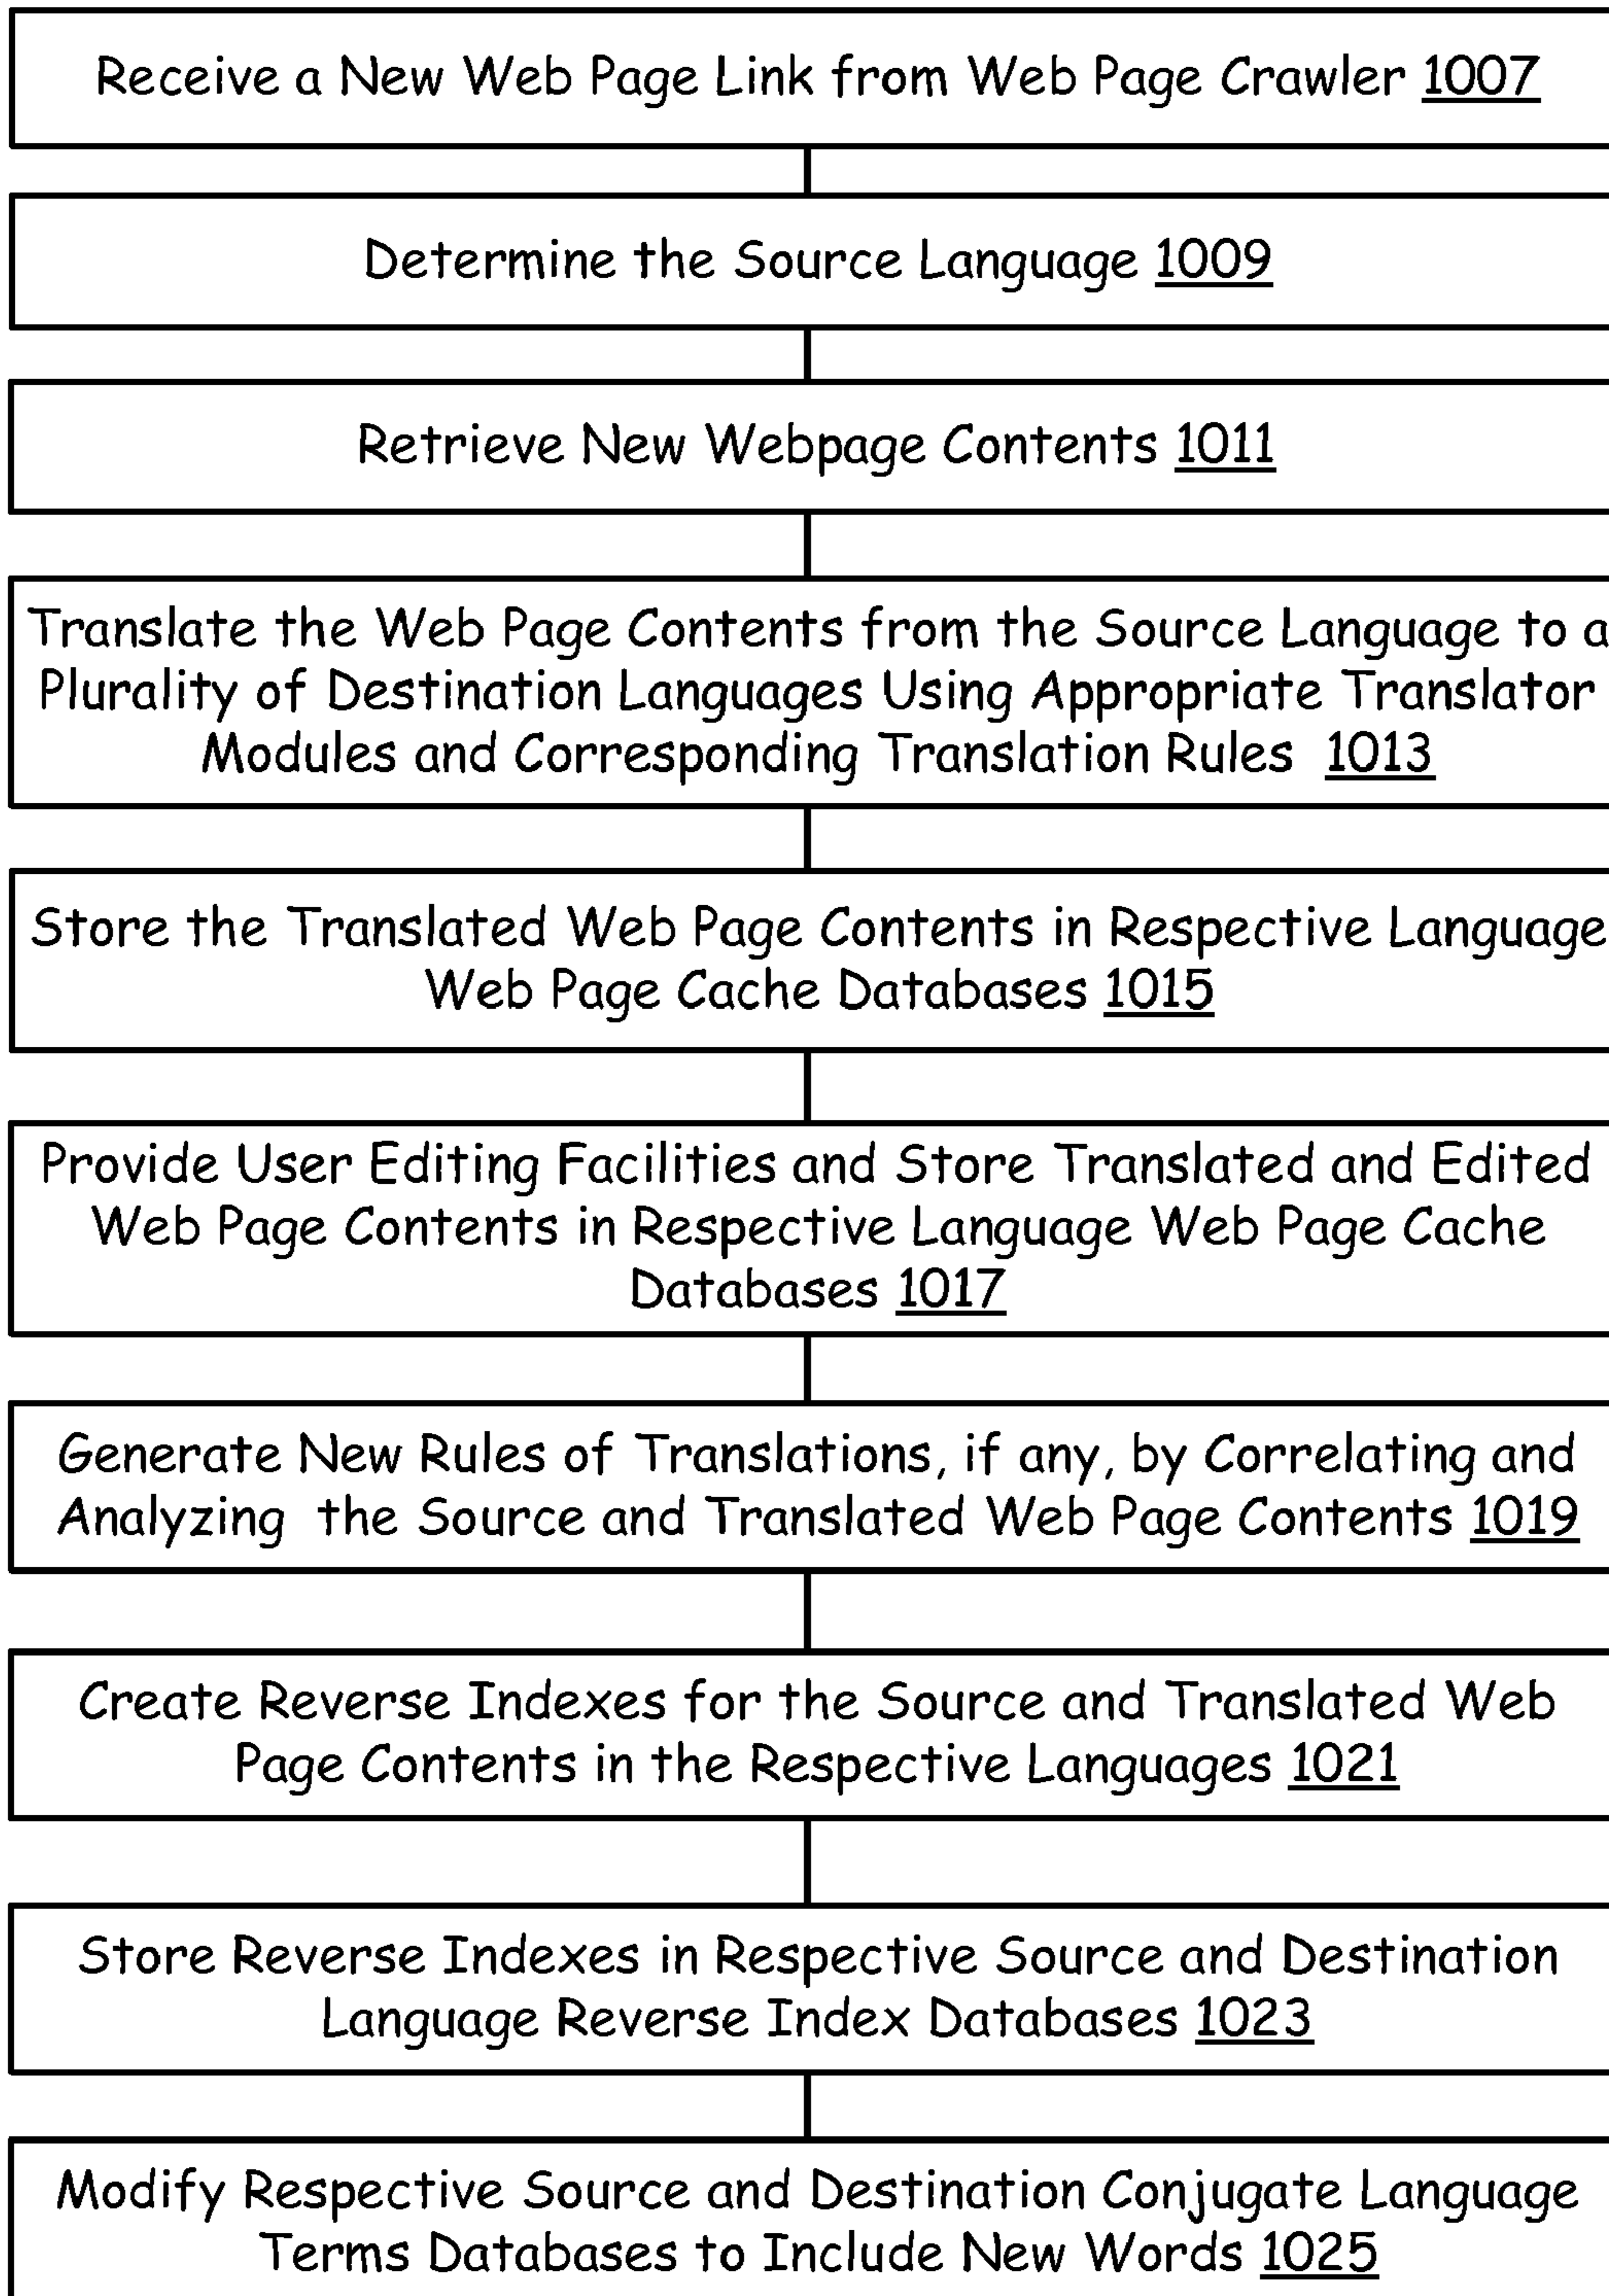 Receive a New Web Page Link from Web Page Crawler 1007
Determine the Source Language 1009
Retrieve New Webpage Contents 1011
Translate the Web Page Contents from the Source Language to a
Plurality of Destination Languages Using Appropriate Translator
Modules and Corresponding Translation Rules 1013
Store the Translated Web Page Contents in Respective Language
Web Page Cache Databases 1015
Provide User Editing Facilities and Store Translated and Edited
Web Page Contents in Respective Language Web Page Cache
Databases 1017
Generate New Rules of Translations, if any, by Correlating and
Analyzing the Source and Translated Web Page Contents 1019
Create Reverse Indexes for the Source and Translated Web
Page Contents in the Respective Languages 1021
Store Reverse Indexes in Respective Source and Destination
Language Reverse Index Databases 1023
Modify Respective Source and Destination Conjugate Language
Terms Databases to Include New Words 1025